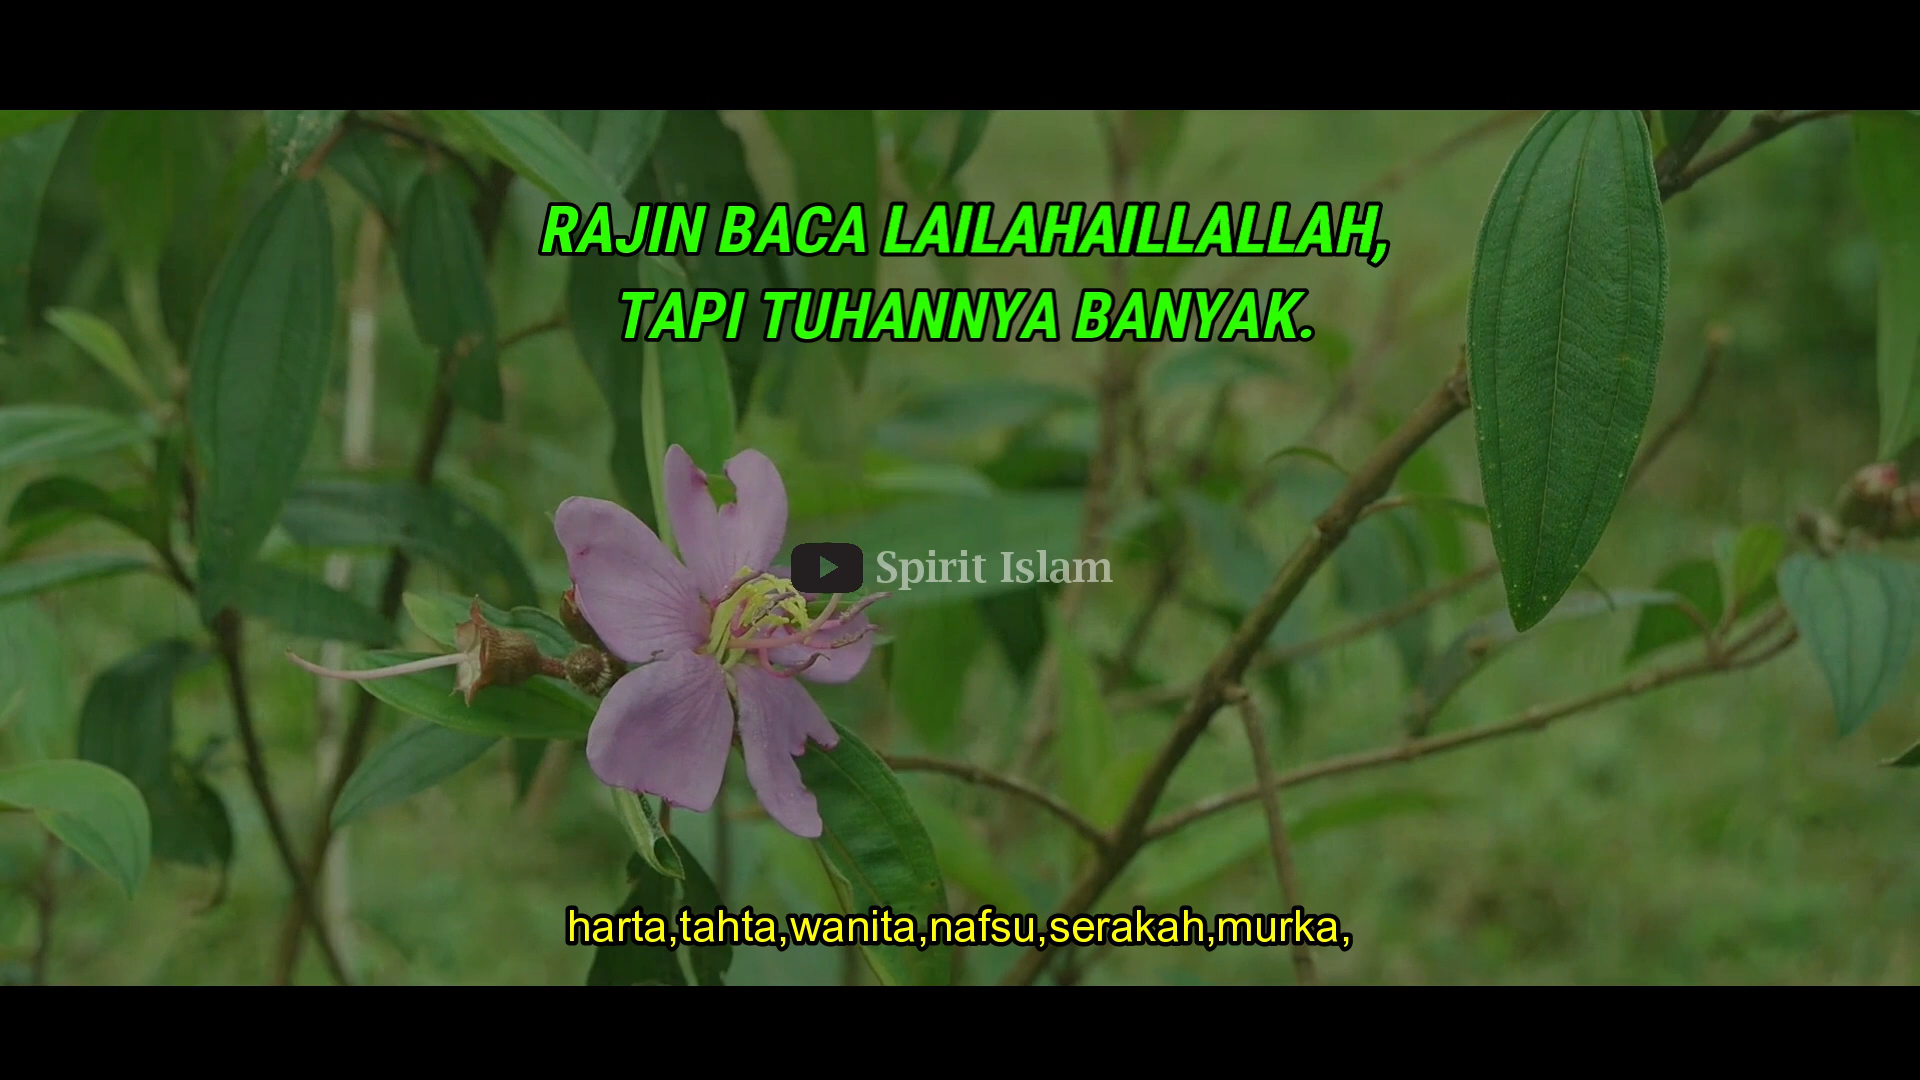 RAJIN BACA LAILAHAILLALLAH,
TAPI TUHANNYA BANYAK.
Spirit Islam
harta,tahta,wanita,nafsu,serakah,murka,